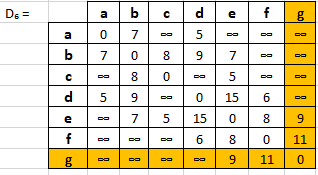 D₆ = a b c d e f g
a 0 7 ∞ 5 ∞ ∞ ∞
b 7 0 8 9 7 ∞ ∞
c ∞ 8 0 ∞ 5 ∞ ∞
d 5 9 ∞ 0 15 6 ∞
e ∞ 7 5 15 0 8 9
f ∞ ∞ ∞ 6 8 0 11
g ∞ ∞ ∞ ∞ 9 11 0